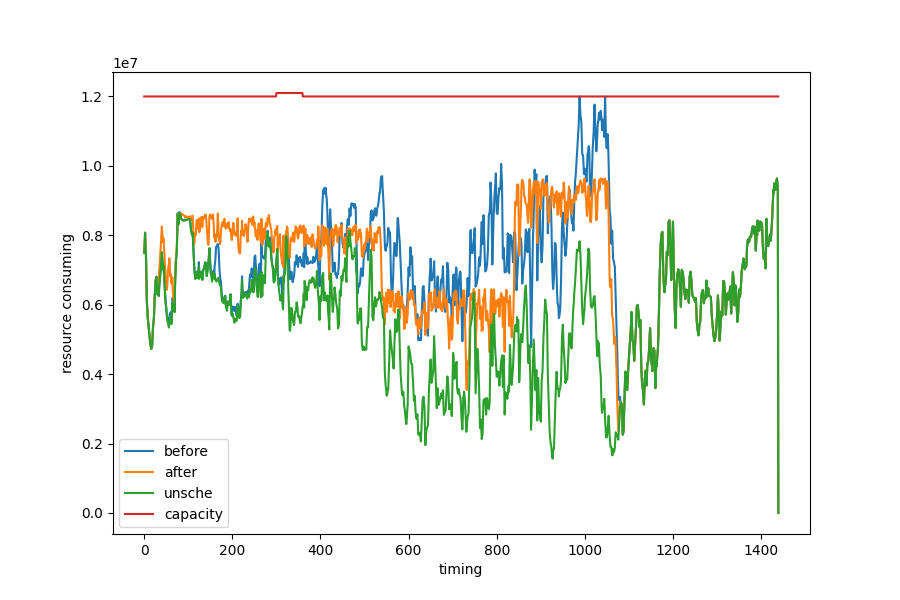 1e7
1.2
1.0
0.8
0.6
0.4
0.2
0.0
resource consuming
before
after
unsche
capacity
0 200 400 600 800 1000 1200 1400
timing